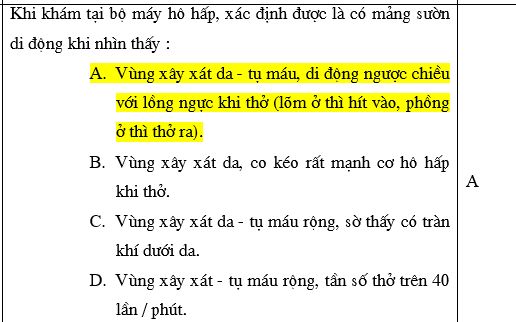 Khi khám tại bộ máy hô hấp, xác định được là có mảng sườn
di động khi nhìn thấy :
A. Vùng xây xát da - tụ máu, di động ngược chiều
với lồng ngực khi thở (lõm ở thì hít vào, phồng
ở thì thở ra).
B. Vùng xây xát da, co kéo rất mạnh cơ hô hấp
khi thở.
C. Vùng xây xát da - tụ máu rộng, sờ thấy có tràn
khí dưới da.
D. Vùng xây xát - tụ máu rộng, tần số thở trên 40
lần / phút.
A